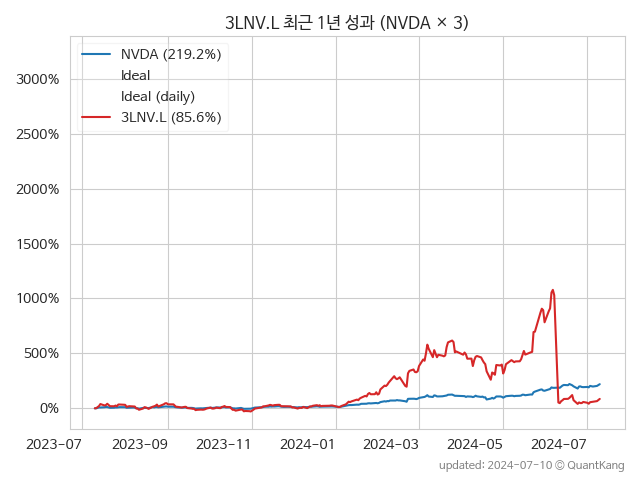 3LNV.L 최근 1년 성과 (NVDA × 3)
NVDA (219.2%)
Ideal
Ideal (daily)
3LNV.L (85.6%)
3000%
2500%
2000%
1500%
1000%
500%
0%
2023-07 2023-09 2023-11 2024-01 2024-03 2024-05 2024-07
updated: 2024-07-10 © QuantKang